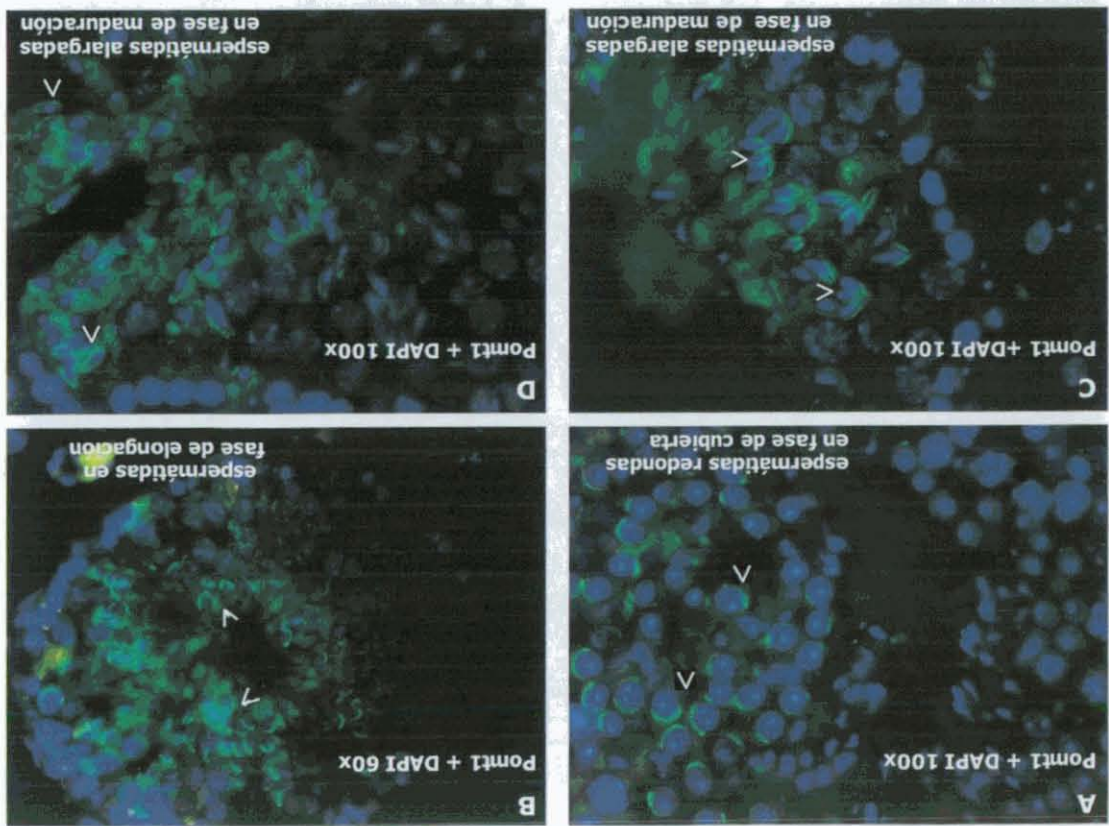 A
Pomt1 + DAPI 100x
espermátidas redondas
en fase de cubierta
B
Pomt1 + DAPI 60x
espermátidas en
fase de elongación
C
Pomt1 +DAPI 100x
espermátidas alargadas
en fase de maduración
D
Pomt1 + DAPI 100x
espermátidas alargadas
en fase de maduración